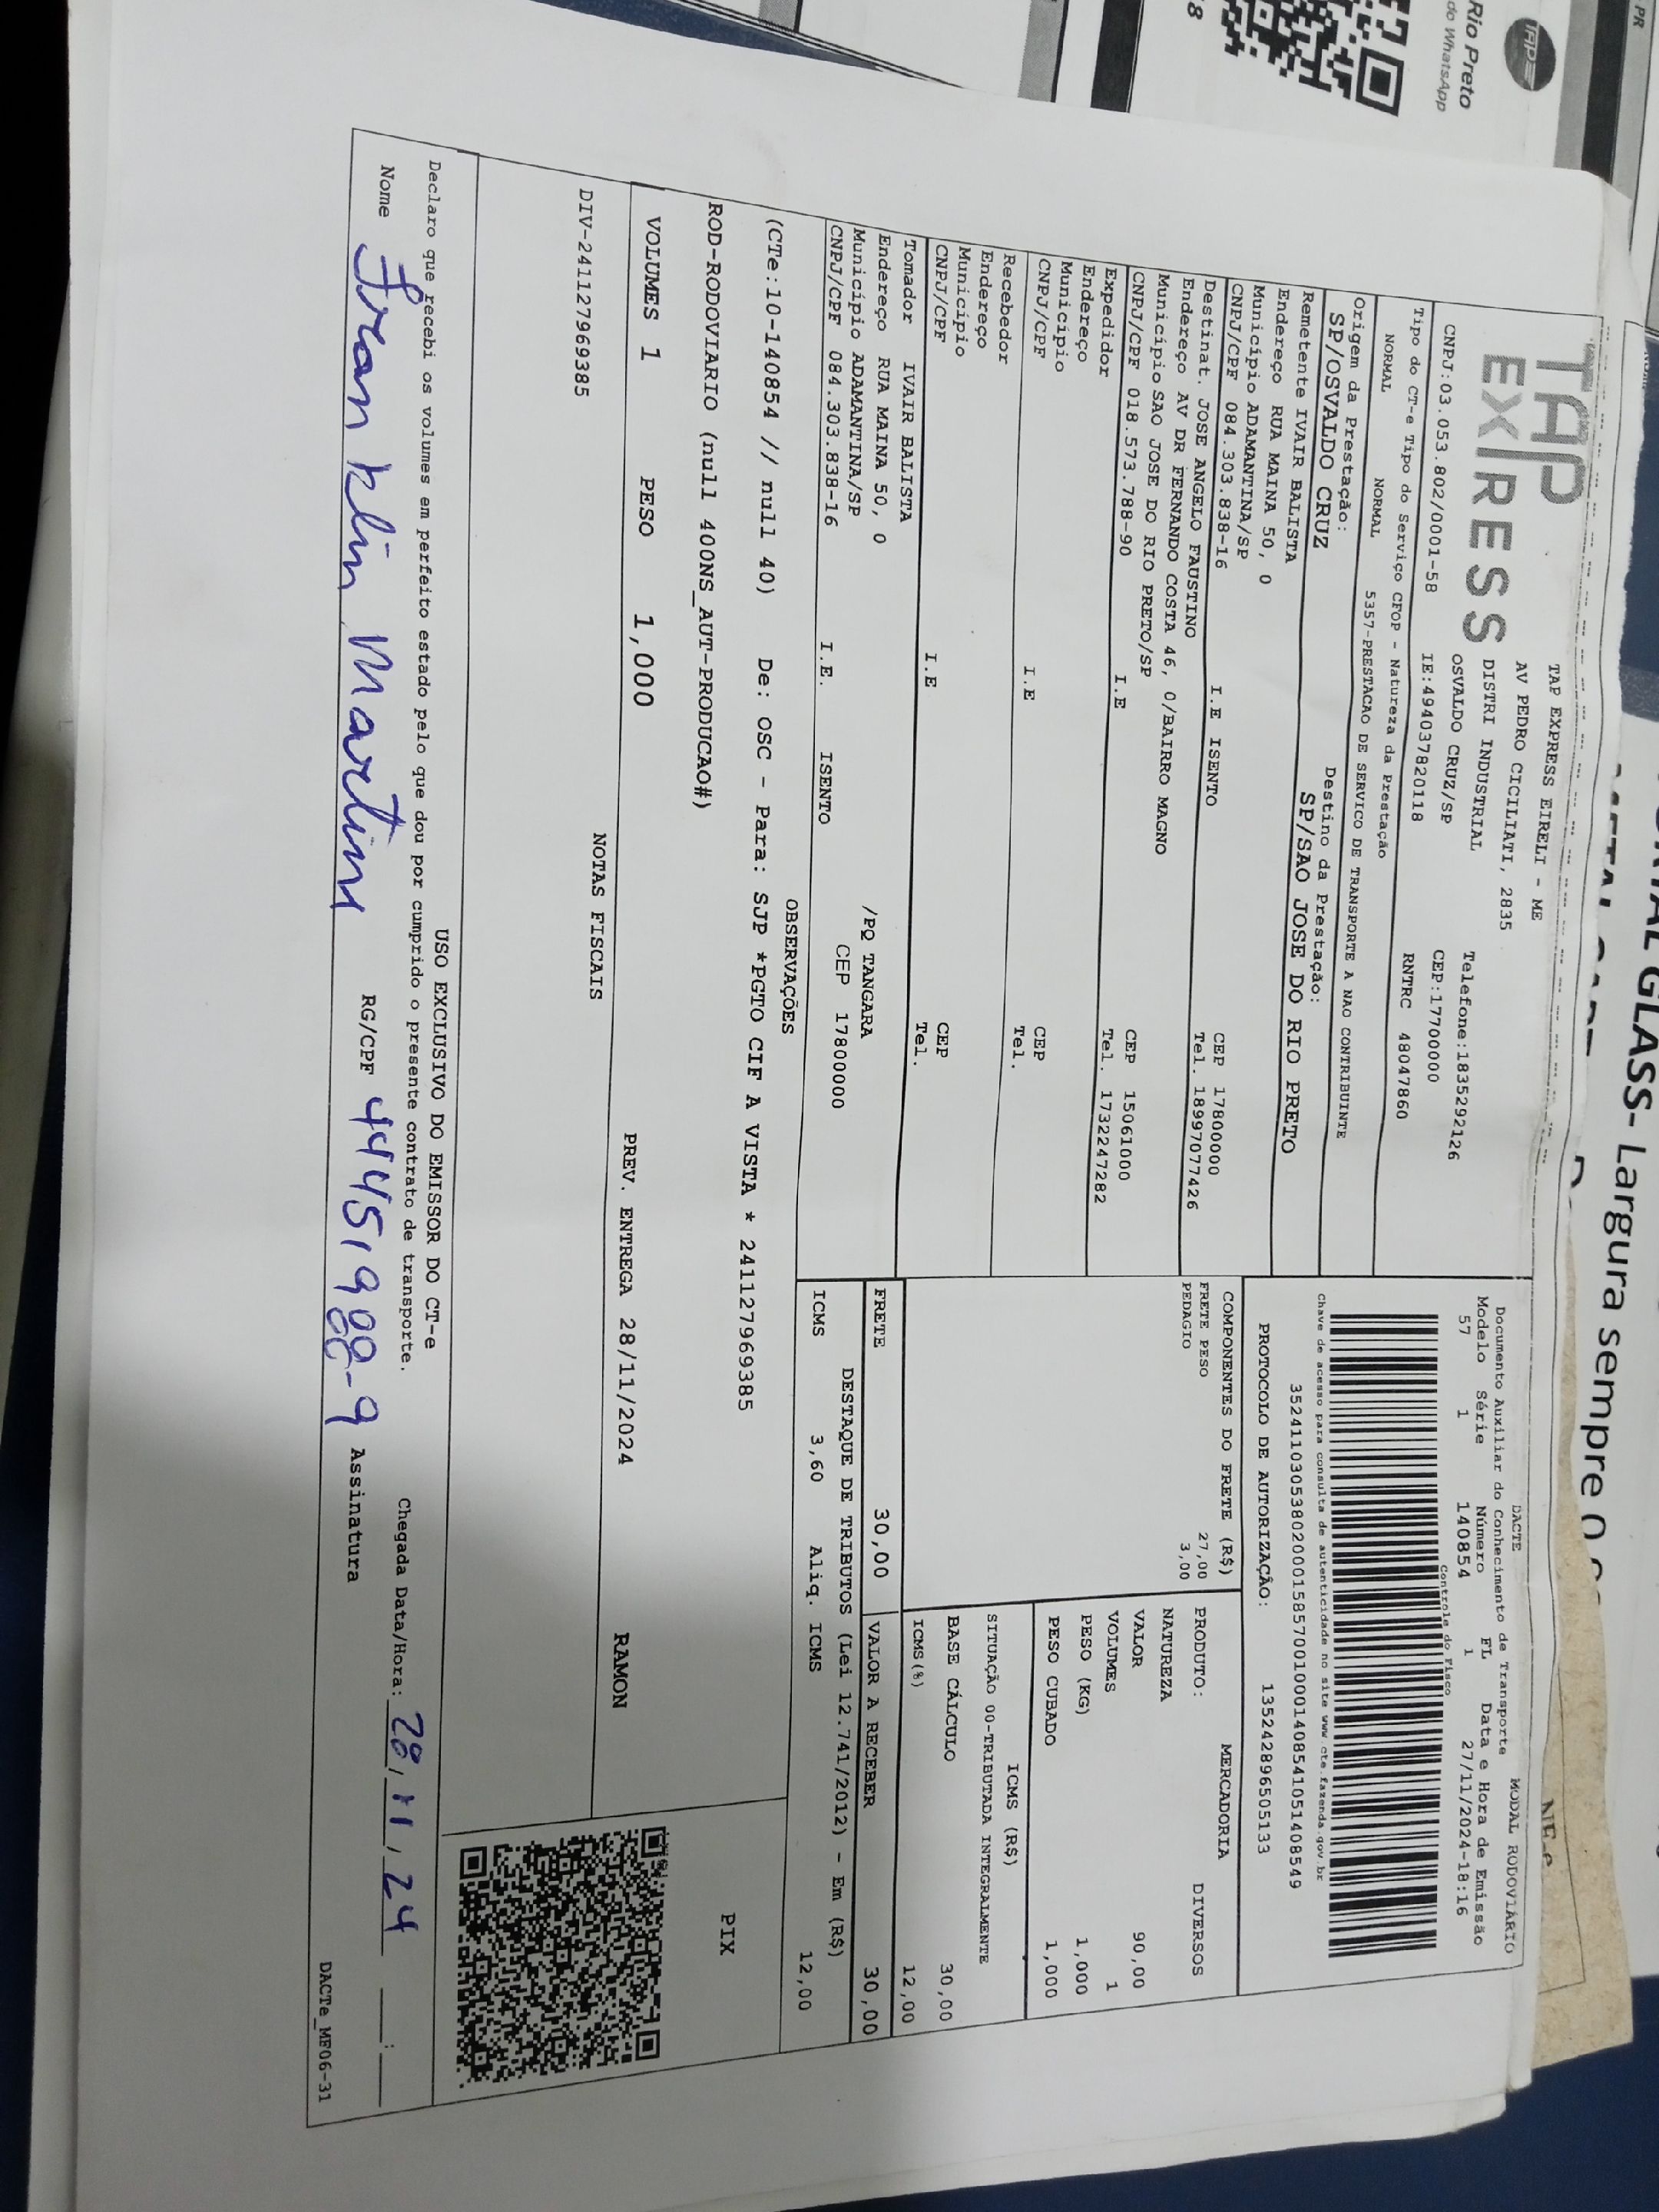 Rio Preto
do WhatsApp
TAP
TAP
EXPRESS
TAP EXPRESS EIRELI - ME
AV PEDRO CICILIATI, 2835
DISTRI INDUSTRIAL
OSVALDO CRUZ/SP
Telefone:1835292126
CEP:17700000
CNPJ:03.053.802/0001-58 IE:494037820118 RNTRC 48047860
Tipo do CT-e Tipo do Serviço CFOP - Natureza da Prestação
NORMAL NORMAL 5357-PRESTACAO DE SERVICO DE TRANSPORTE A NAO CONTRIBUINTE
Origem da Prestação: Destino da Prestação:
SP/OSVALDO CRUZ SP/SAO JOSE DO RIO PRETO
Remetente IVAIR BALISTA
Endereço RUA MAINA 50, 0
Município ADAMANTINA/SP CEP 17800000
CNPJ/CPF 084.303.838-16 I.E ISENTO Tel. 18997077426
Destinat. JOSE ANGELO FAUSTINO
Endereço AV DR FERNANDO COSTA 46, 0/BAIRRO MAGNO
Município SAO JOSE DO RIO PRETO/SP CEP 15061000
CNPJ/CPF 018.573.788-90 I.E Tel. 1732247282
Expedidor
Endereço
Município CEP
CNPJ/CPF I.E Tel.
Recebedor
Endereço
Município CEP
CNPJ/CPF I.E Tel.
Tomador IVAIR BALISTA
Endereço RUA MAINA 50, 0 /PQ TANGARA
Município ADAMANTINA/SP CEP 17800000
CNPJ/CPF 084.303.838-16 I.E. ISENTO
DACTE MODAL RODOVIÁRIO
Documento Auxiliar do Conhecimento de Transporte
Modelo Série Número FL Data e Hora de Emissão
57 1 140854 1 27/11/2024-18:16
Controle do Fisco
Chave de acesso para consulta de autenticidade no site www.cte.fazenda.gov.br
35241103053802000158570010001408541051408549
PROTOCOLO DE AUTORIZAÇÃO: 135242896505133
COMPONENTES DO FRETE (R$)
FRETE PESO 27,00
PEDAGIO 3,00
MERCADORIA
PRODUTO: DIVERSOS
NATUREZA
VALOR 90,00
VOLUMES 1
PESO (KG) 1,000
PESO CUBADO 1,000
ICMS (R$)
SITUAÇÃO 00-TRIBUTADA INTEGRALMENTE
BASE CÁLCULO 30,00
ICMS(%) 12,00
FRETE 30,00 VALOR A RECEBER 30,00
DESTAQUE DE TRIBUTOS (Lei 12.741/2012) - Em (R$)
ICMS 3,60 Aliq. ICMS 12,00
OBSERVAÇÕES
(CTe:10-140854 // null 40) De: OSC - Para: SJP *PGTO CIF A VISTA * 241127969385
ROD-RODOVIARIO (null 400NS_AUT-PRODUCAO#)
PIX
VOLUMES 1 PESO 1,000 PREV. ENTREGA 28/11/2024 RAMON
NOTAS FISCAIS
DIV-241127969385
USO EXCLUSIVO DO EMISSOR DO CT-e
Declaro que recebi os volumes em perfeito estado pelo que dou por cumprido o presente contrato de transporte. Chegada Data/Hora: 28/11/24 __:__
Nome Franklin Martins RG/CPF Assinatura
DACTe_MF06-31
GLASS- Largura sempre